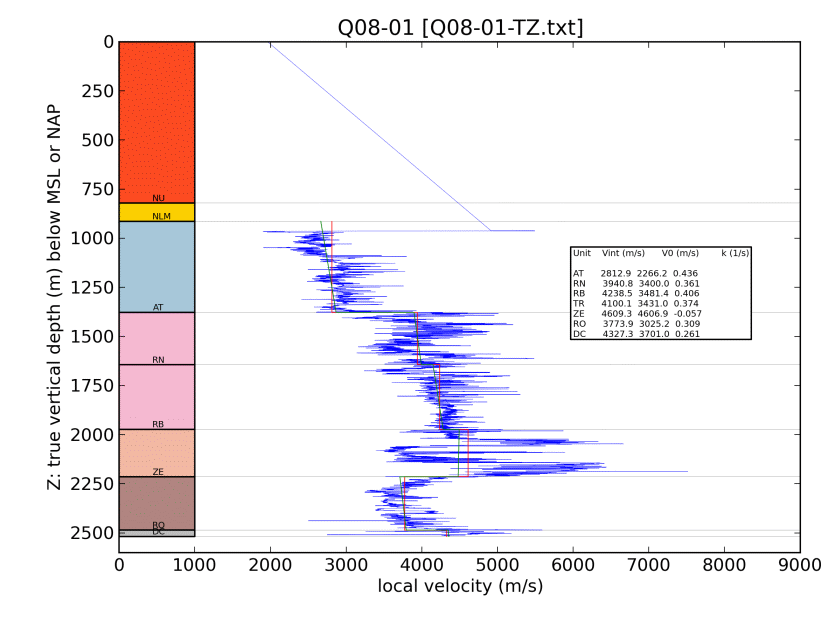 Q08-01 [Q08-01-TZ.txt]
Z: true vertical depth (m) below MSL or NAP
0
250
500
750
1000
1250
1500
1750
2000
2250
2500
NU
NLM
AT
RN
RB
ZE
RO
DC
Unit Vint (m/s) V0 (m/s) k (1/s)
AT 2812.9 2266.2 0.436
RN 3940.8 3400.0 0.361
RB 4238.5 3481.4 0.406
TR 4100.1 3431.0 0.374
ZE 4609.3 4606.9 -0.057
RO 3773.9 3025.2 0.309
DC 4327.3 3701.0 0.261
0 1000 2000 3000 4000 5000 6000 7000 8000 9000
local velocity (m/s)